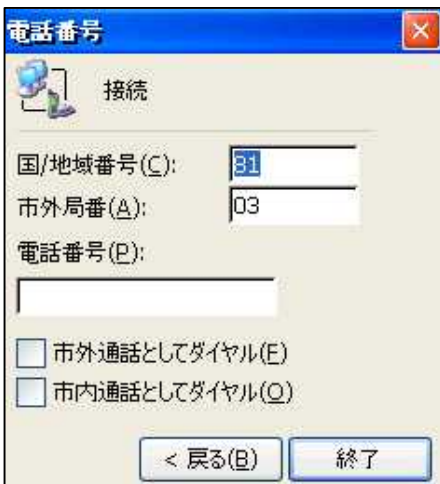 電話番号
接続
国/地域番号(C):
81
市外局番(A):
03
電話番号(P):
市外通話としてダイヤル(F)
市内通話としてダイヤル(O)
< 戻る(B)
終了